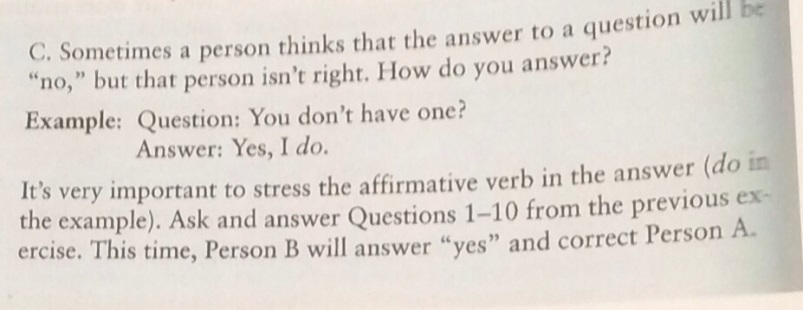 C. Sometimes a person thinks that the answer to a question will be
“no,” but that person isn’t right. How do you answer?
Example: Question: You don’t have one?
Answer: Yes, I do.
It’s very important to stress the affirmative verb in the answer (do in
the example). Ask and answer Questions 1–10 from the previous ex-
ercise. This time, Person B will answer “yes” and correct Person A.